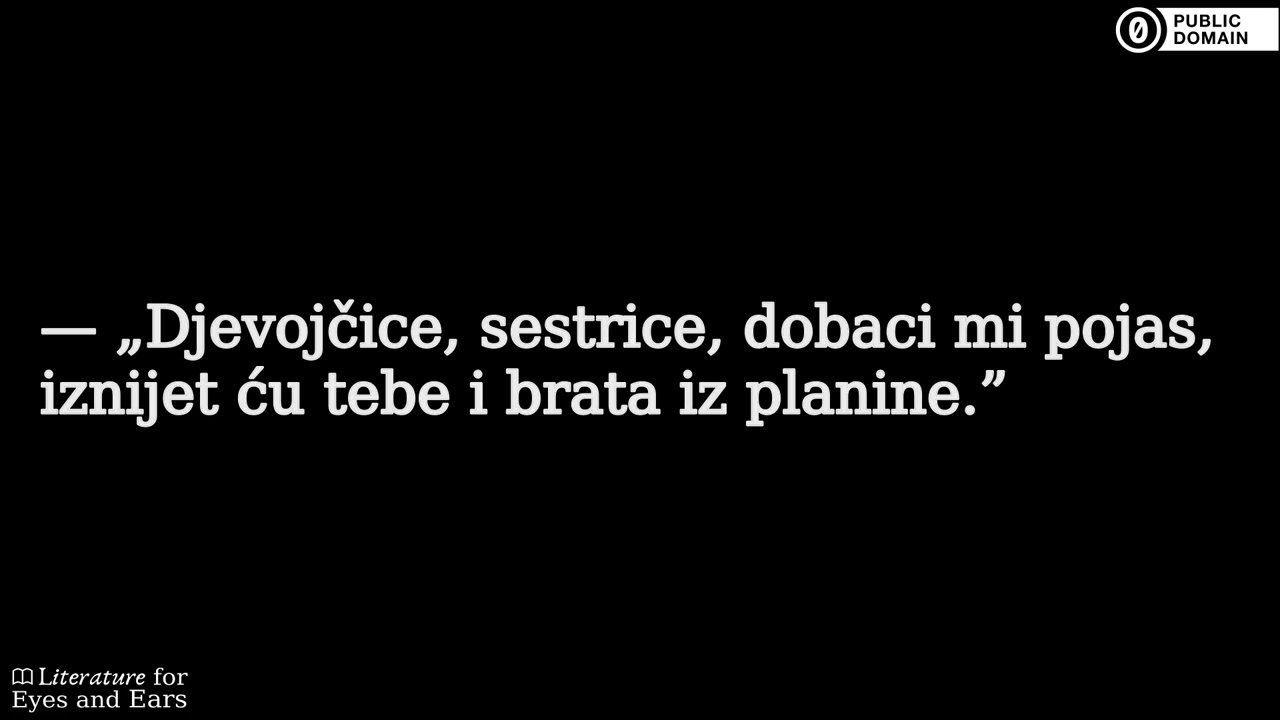 PUBLIC
DOMAIN
— „Djevojčice, sestrice, dobaci mi pojas,
iznijet ću tebe i brata iz planine.”
Literature for
Eyes and Ears